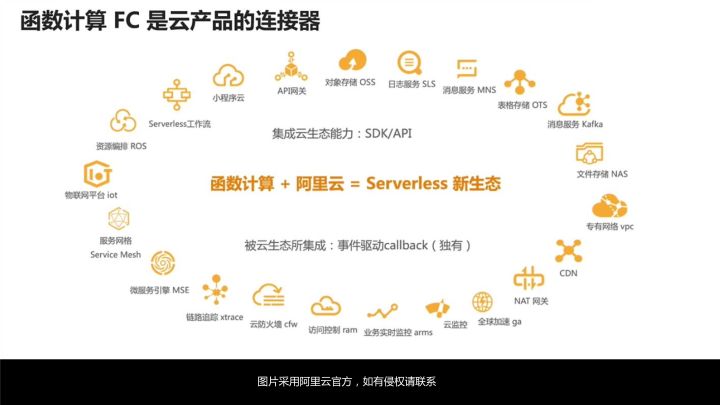 函数计算 FC 是云产品的连接器
小程序云
API网关
对象存储 OSS
日志服务 SLS
消息服务 MNS
表格存储 OTS
消息服务 Kafka
文件存储 NAS
专有网络 vpc
CDN
NAT 网关
全球加速 ga
云监控
业务实时监控 arms
访问控制 ram
云防火墙 cfw
链路追踪 xtrace
微服务引擎 MSE
服务网格
Service Mesh
物联网平台 iot
IoT
资源编排 ROS
Serverless工作流
集成云生态能力：SDK/API
函数计算 + 阿里云 = Serverless 新生态
被云生态所集成：事件驱动callback（独有）
图片采用阿里云官方，如有侵权请联系